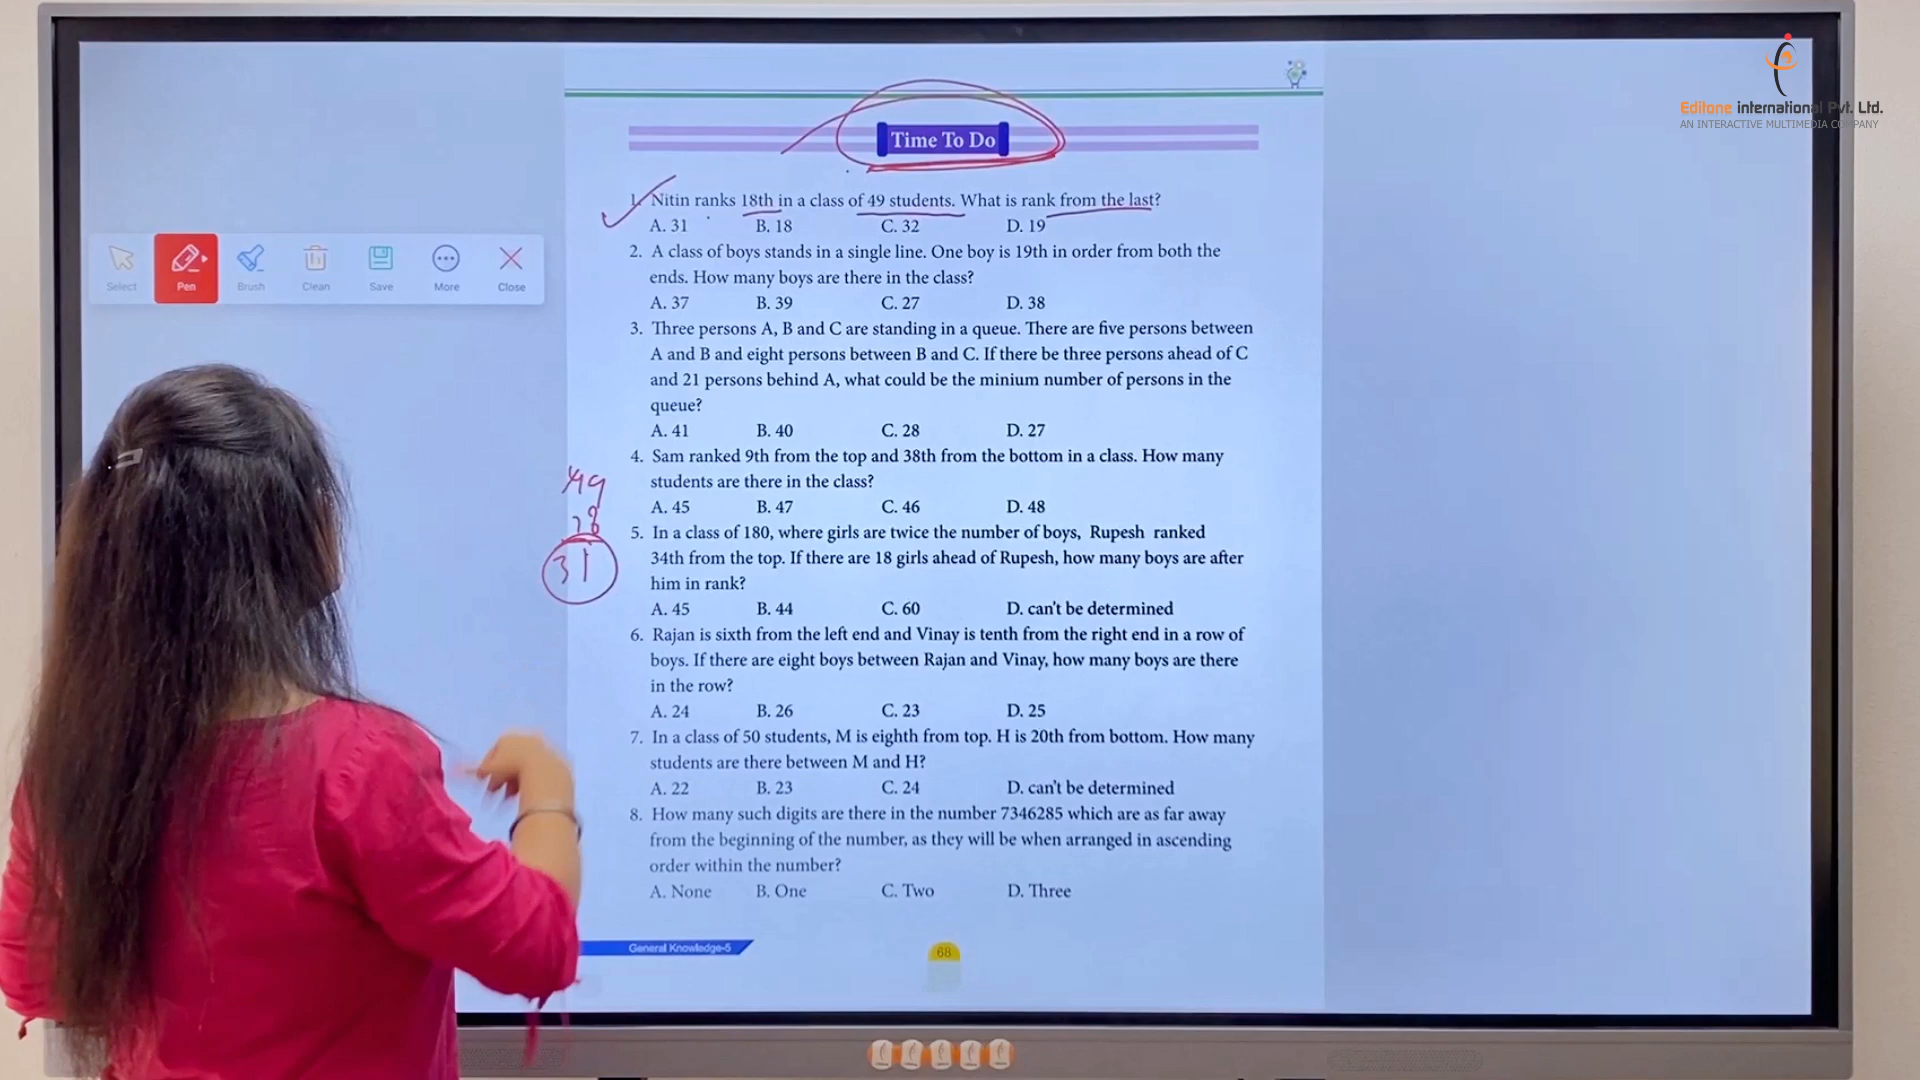 Editone international Pvt. Ltd.
AN INTERACTIVE MULTIMEDIA COMPANY
Time To Do
1. Nitin ranks 18th in a class of 49 students. What is rank from the last?
A. 31 B. 18 C. 32 D. 19
2. A class of boys stands in a single line. One boy is 19th in order from both the
ends. How many boys are there in the class?
A. 37 B. 39 C. 27 D. 38
3. Three persons A, B and C are standing in a queue. There are five persons between
A and B and eight persons between B and C. If there be three persons ahead of C
and 21 persons behind A, what could be the minium number of persons in the
queue?
A. 41 B. 40 C. 28 D. 27
4. Sam ranked 9th from the top and 38th from the bottom in a class. How many
students are there in the class?
A. 45 B. 47 C. 46 D. 48
5. In a class of 180, where girls are twice the number of boys, Rupesh ranked
34th from the top. If there are 18 girls ahead of Rupesh, how many boys are after
him in rank?
A. 45 B. 44 C. 60 D. can't be determined
6. Rajan is sixth from the left end and Vinay is tenth from the right end in a row of
boys. If there are eight boys between Rajan and Vinay, how many boys are there
in the row?
A. 24 B. 26 C. 23 D. 25
7. In a class of 50 students, M is eighth from top. H is 20th from bottom. How many
students are there between M and H?
A. 22 B. 23 C. 24 D. can't be determined
8. How many such digits are there in the number 7346285 which are as far away
from the beginning of the number, as they will be when arranged in ascending
order within the number?
A. None B. One C. Two D. Three
General Knowledge-5
68
Select Pen Brush Clean Save More Close
49
18
31